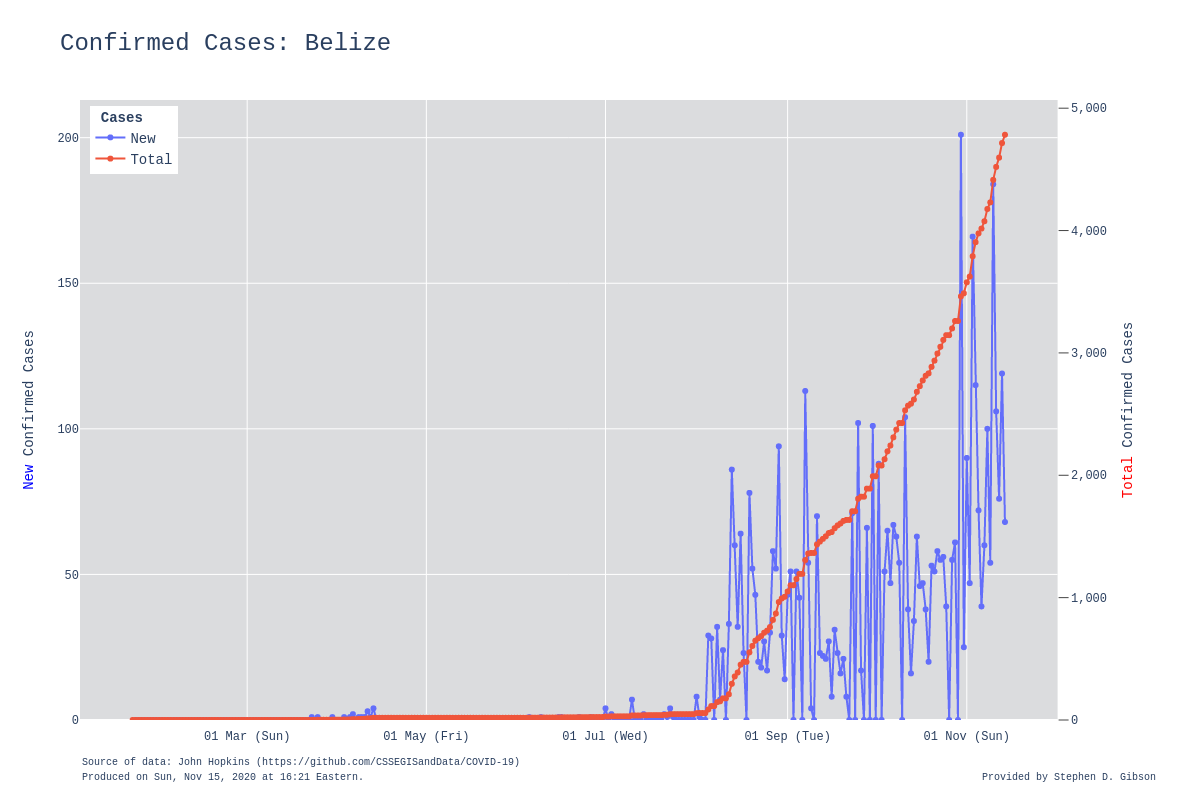 Confirmed Cases: Belize
Cases
New
Total
200
150
100
50
0
5,000
4,000
3,000
2,000
1,000
0
New Confirmed Cases
Total Confirmed Cases
01 Mar (Sun)
01 May (Fri)
01 Jul (Wed)
01 Sep (Tue)
01 Nov (Sun)
Source of data: John Hopkins (https://github.com/CSSEGISandData/COVID-19)
Produced on Sun, Nov 15, 2020 at 16:21 Eastern.
Provided by Stephen D. Gibson